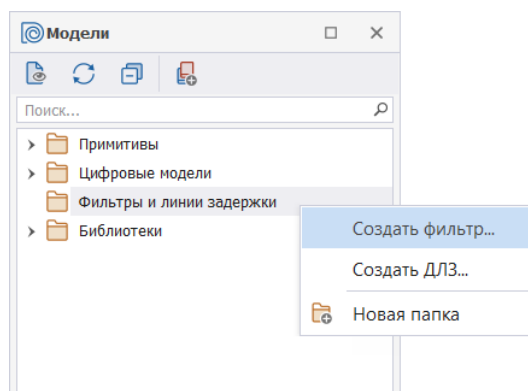 Модели
Поиск...
Примитивы
Цифровые модели
Фильтры и линии задержки
Библиотеки
Создать фильтр...
Создать ДЛЗ...
Новая папка